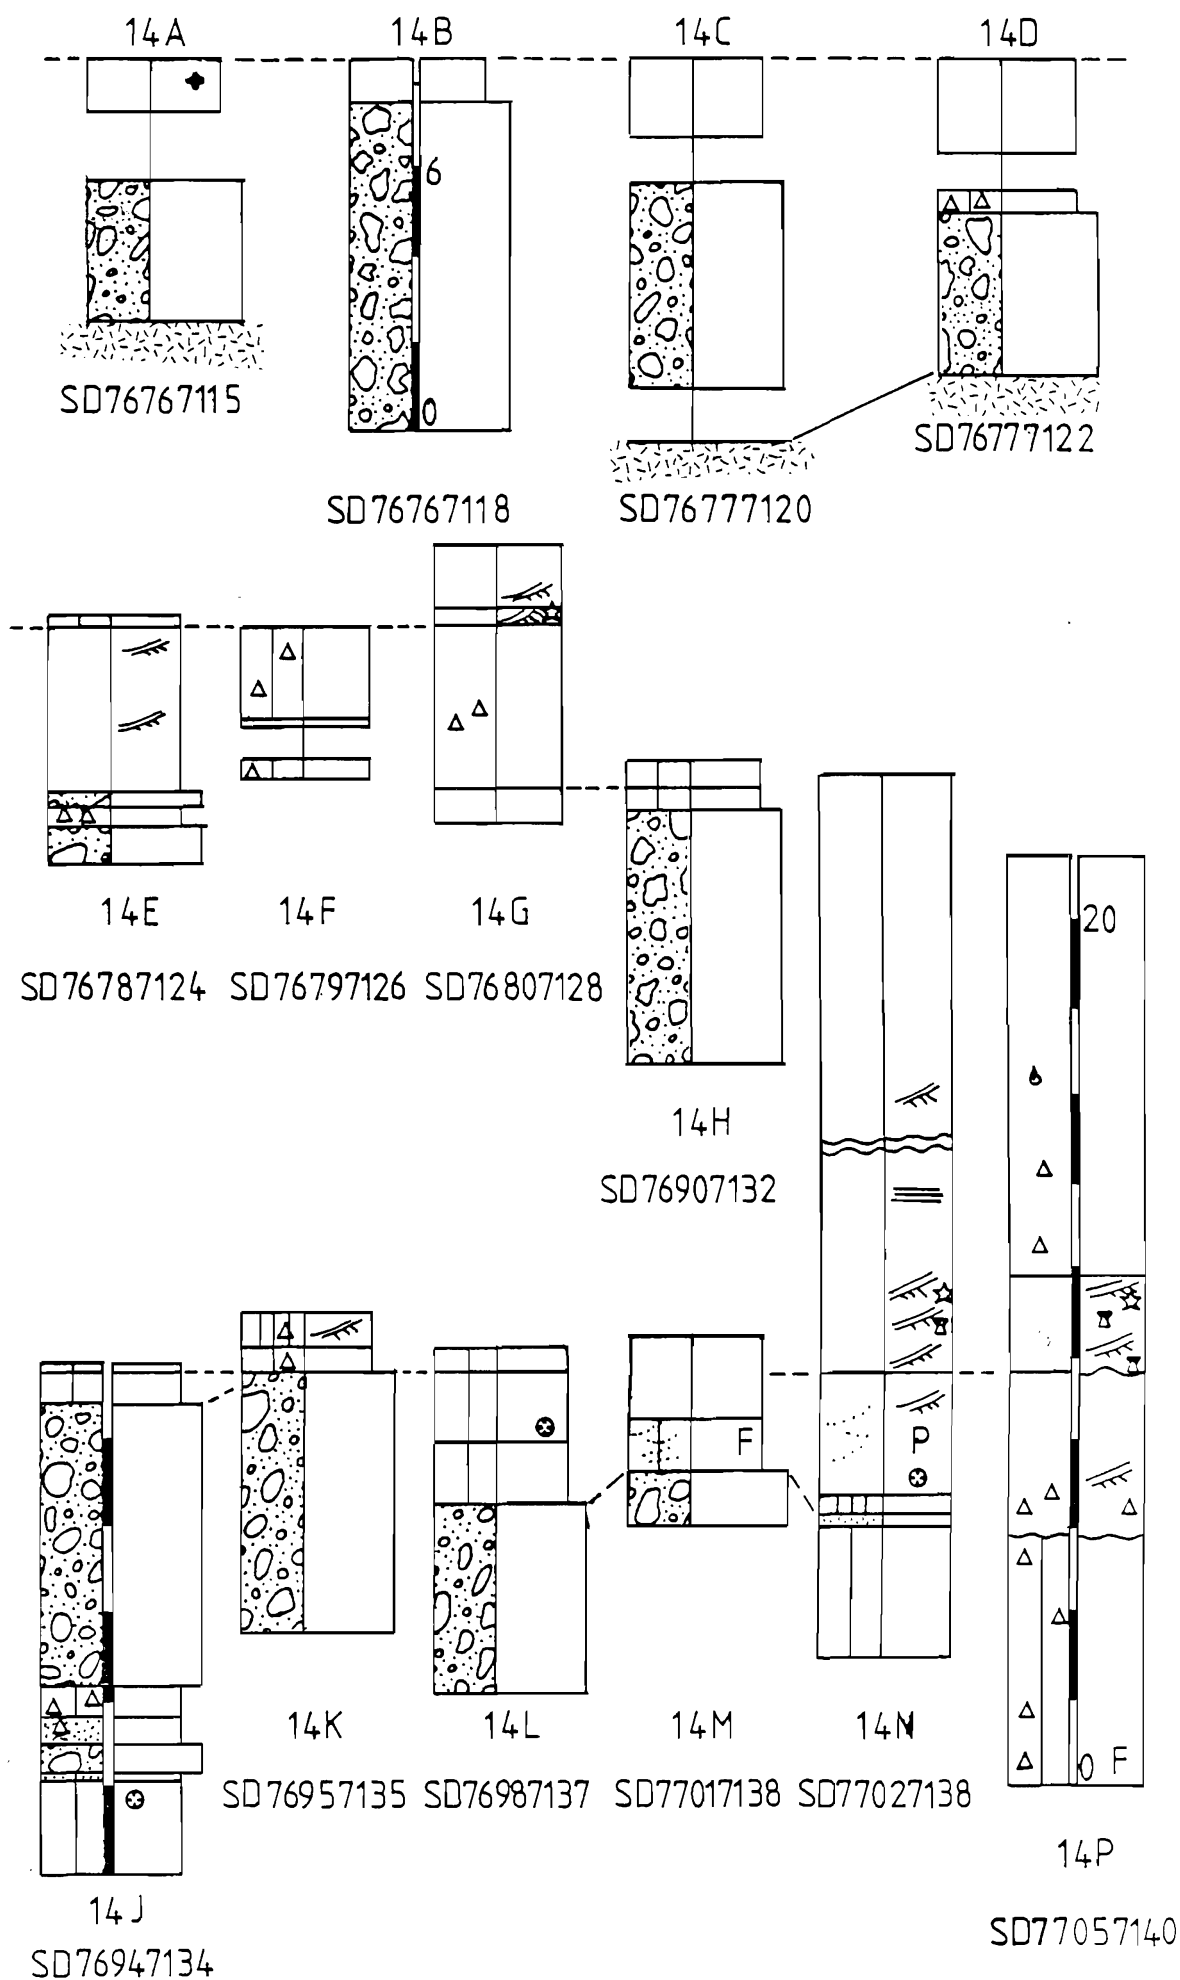 14A 14B 14C 14D
6
0
SD76767115
SD76777122
SD76767118 SD76777120
14E 14F 14G
SD76787124 SD76797126 SD76807128
20
14H
SD76907132
P
F
14K 14L 14M 14N
0 F
SD76957135 SD76987137 SD77017138 SD77027138
14P
14J
SD77057140
SD76947134